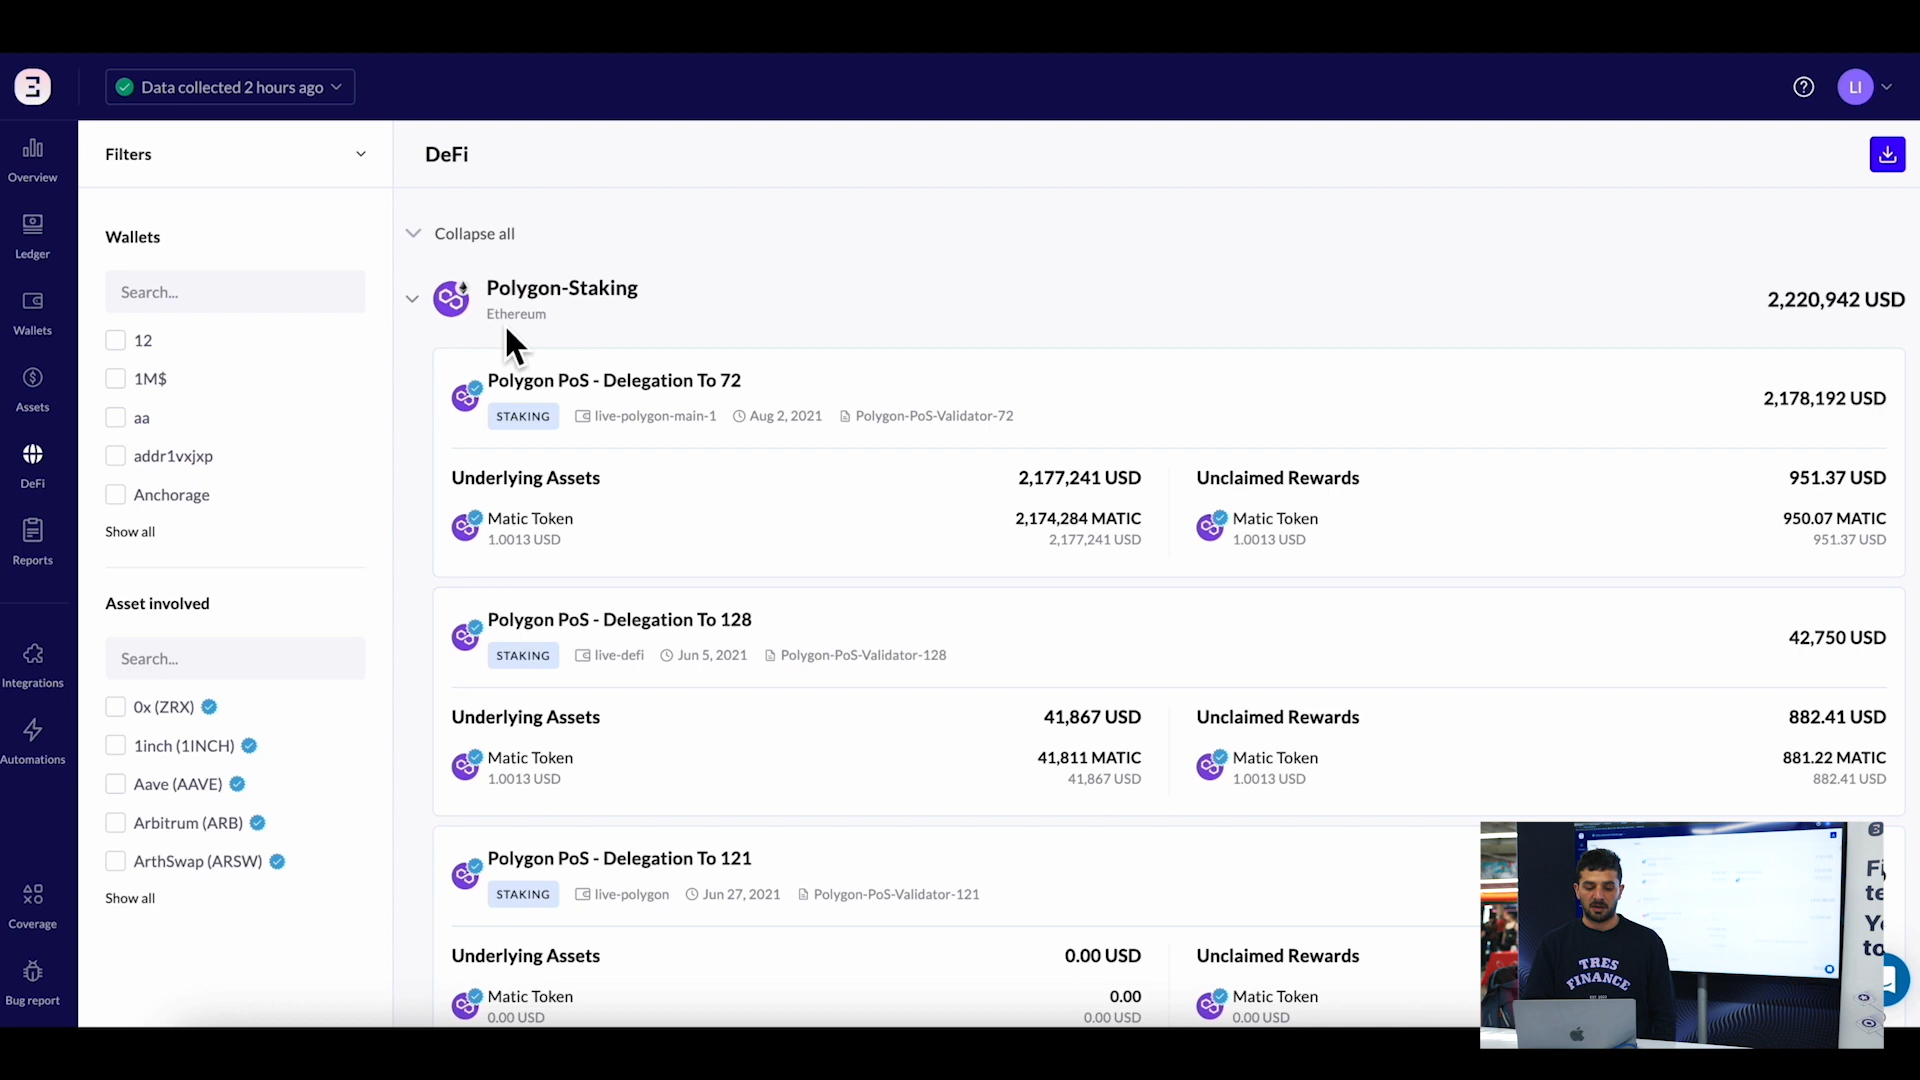 Data collected 2 hours ago
LI
Overview
Ledger
Wallets
Assets
DeFi
Reports
Integrations
Automations
Coverage
Bug report
Filters
Wallets
Search...
12
1M$
aa
addr1vxjxp
Anchorage
Show all
Asset involved
Search...
0x (ZRX)
1inch (1INCH)
Aave (AAVE)
Arbitrum (ARB)
ArthSwap (ARSW)
Show all
DeFi
Collapse all
Polygon-Staking
Ethereum
2,220,942 USD
Polygon PoS - Delegation To 72
STAKING live-polygon-main-1 Aug 2, 2021 Polygon-PoS-Validator-72
2,178,192 USD
Underlying Assets 2,177,241 USD
Matic Token 2,174,284 MATIC
1.0013 USD 2,177,241 USD
Unclaimed Rewards 951.37 USD
Matic Token 950.07 MATIC
1.0013 USD 951.37 USD
Polygon PoS - Delegation To 128
STAKING live-defi Jun 5, 2021 Polygon-PoS-Validator-128
42,750 USD
Underlying Assets 41,867 USD
Matic Token 41,811 MATIC
1.0013 USD 41,867 USD
Unclaimed Rewards 882.41 USD
Matic Token 881.22 MATIC
1.0013 USD 882.41 USD
Polygon PoS - Delegation To 121
STAKING live-polygon Jun 27, 2021 Polygon-PoS-Validator-121
Underlying Assets 0.00 USD
Matic Token 0.00
0.00 USD 0.00 USD
Unclaimed Rewards
Matic Token
0.00 USD
TRES
FINANCE